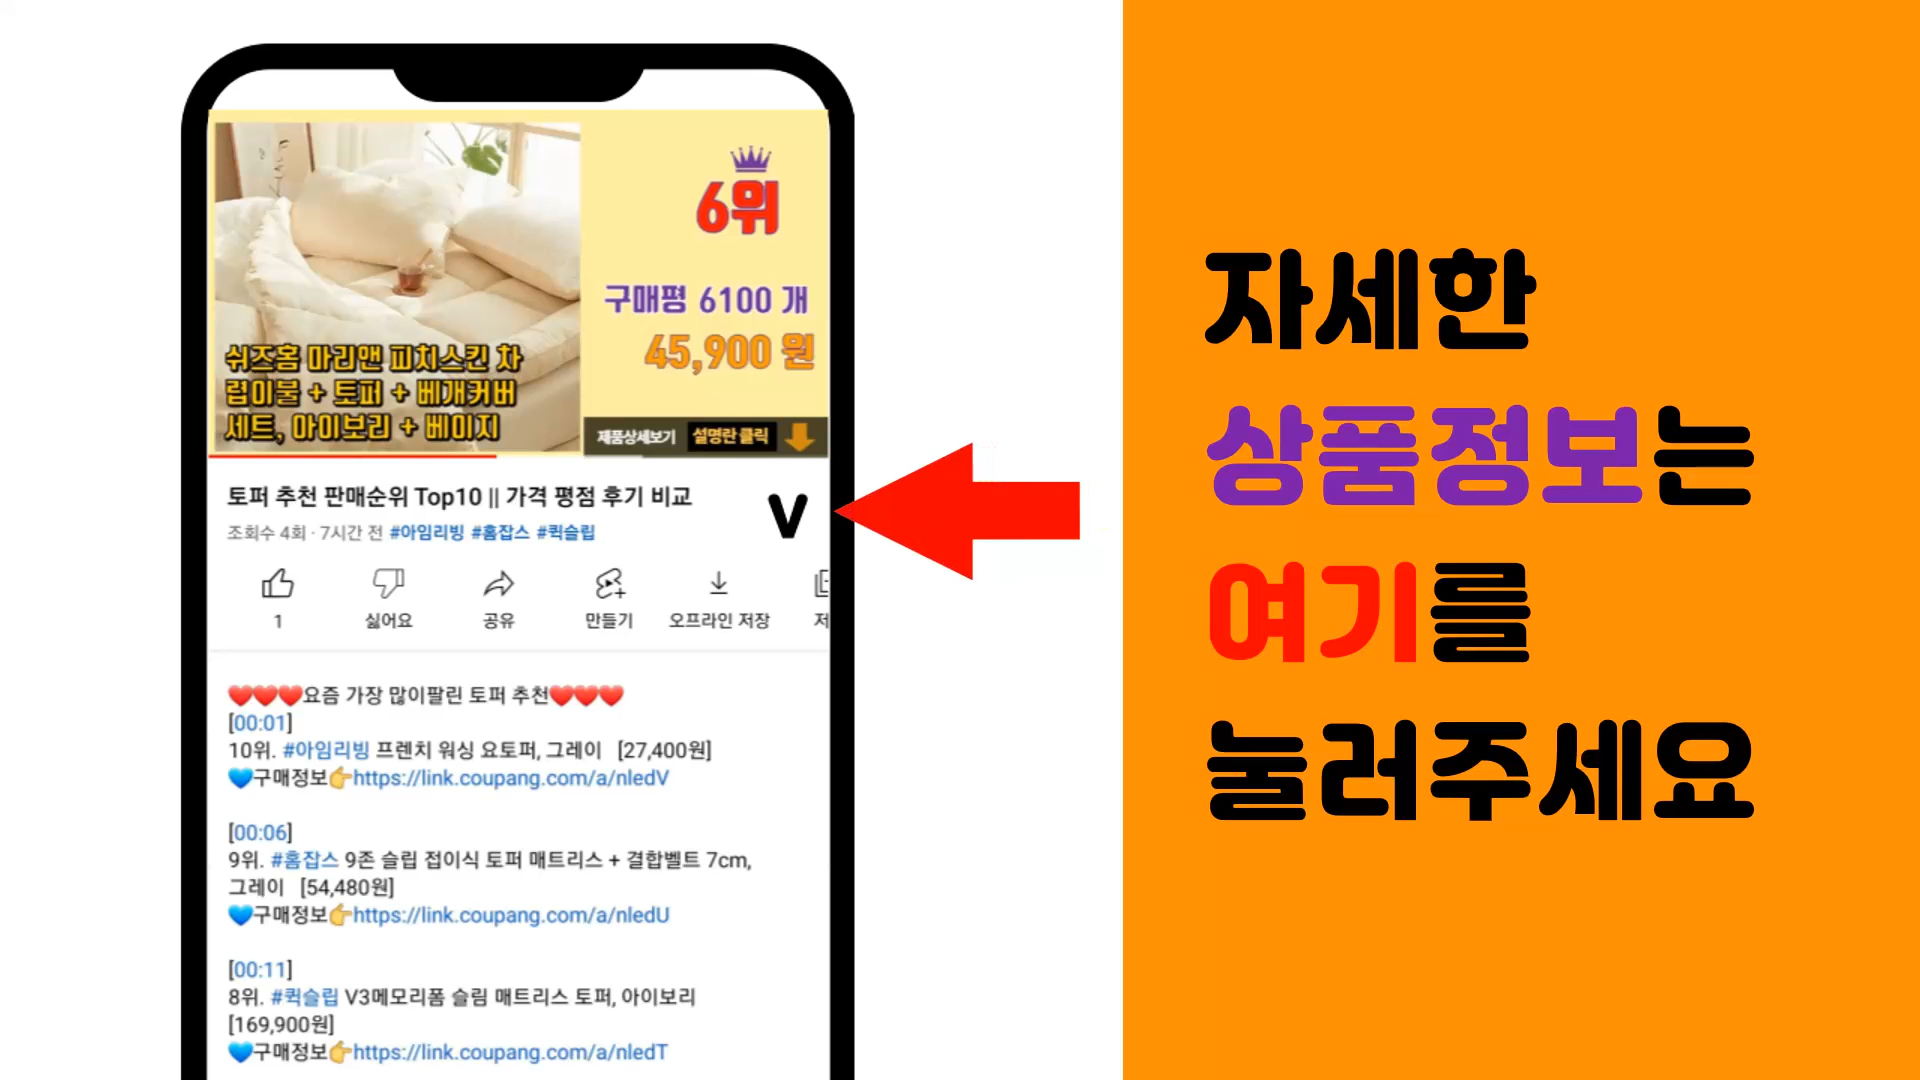 6위
구매평 6100 개
45,900 원
쉬즈홈 마리앤 피치스킨 차
렵이불 + 토퍼 + 베개커버
세트, 아이보리 + 베이지
제품상세보기 설명란 클릭
토퍼 추천 판매순위 Top10 || 가격 평점 후기 비교
V
조회수 4회 · 7시간 전 #아임리빙 #홈잡스 #퀵슬립
1 싫어요 공유 만들기 오프라인 저장 저
❤❤❤요즘 가장 많이팔린 토퍼 추천❤❤❤
[00:01]
10위. #아임리빙 프렌치 워싱 요토퍼, 그레이 [27,400원]
💙구매정보👉https://link.coupang.com/a/nledV
[00:06]
9위. #홈잡스 9존 슬립 접이식 토퍼 매트리스 + 결합벨트 7cm,
그레이 [54,480원]
💙구매정보👉https://link.coupang.com/a/nledU
[00:11]
8위. #퀵슬립 V3메모리폼 슬림 매트리스 토퍼, 아이보리
[169,900원]
💙구매정보👉https://link.coupang.com/a/nledT
자세한
상품정보는
여기를
눌러주세요